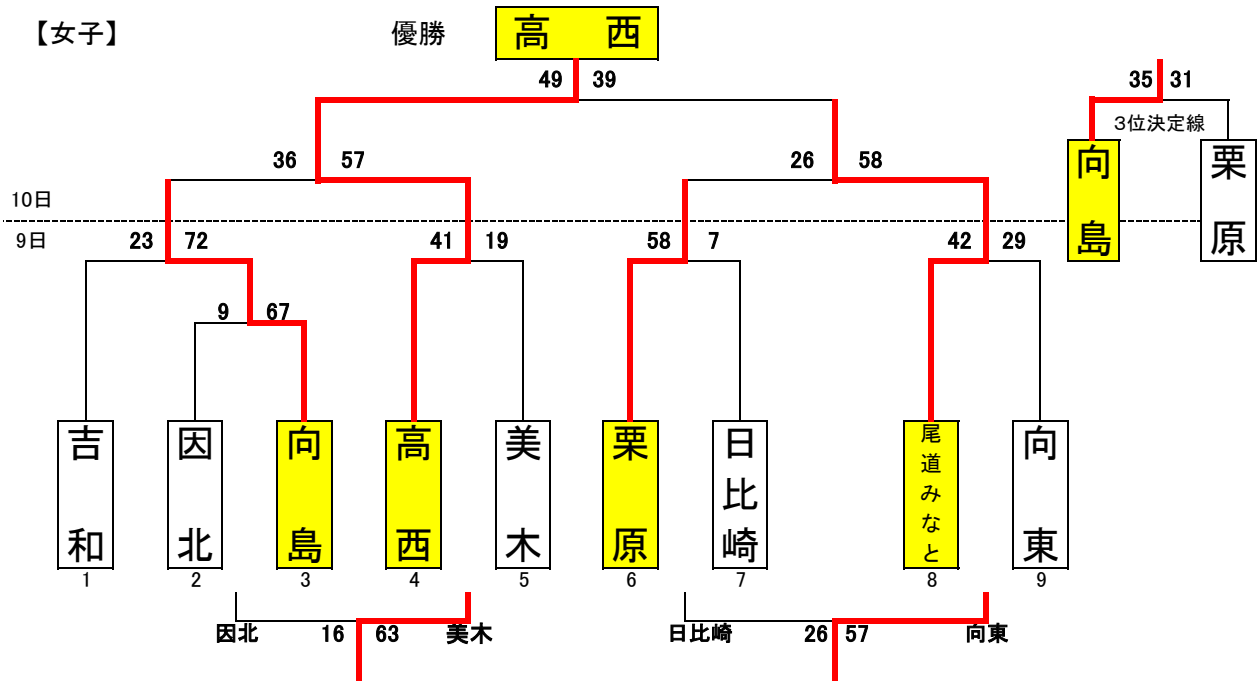 【女子】 優勝 高 西
49 39 35 31
3位決定線
36 57 26 58
向島 栗原
10日
9日
23 72 41 19 58 7 42 29
9 67
吉和 因北 向島 高西 美木 栗原 日比崎 尾道みなと 向東
1 2 3 4 5 6 7 8 9
因北 16 63 美木 日比崎 26 57 向東